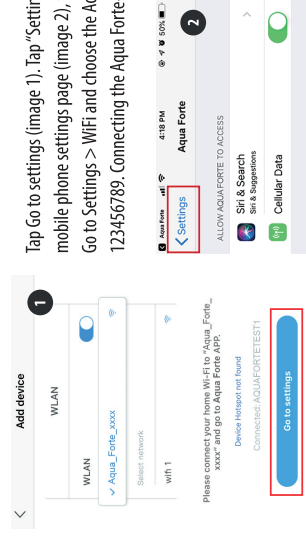 Add device
1
WLAN
WLAN
Aqua_Forte_xxxx
Select network
wifi 1
Please connect your home Wi-Fi to "Aqua_Forte_
xxxx" and go to Aqua Forte APP.
Device Hotspot not found
Connected: AQUAFORTETEST1
Go to settings
Tap Go to settings (image 1). Tap "Settin
mobile phone settings page (image 2),
Go to Settings > WiFi and choose the Ac
123456789. Connecting the Aqua Forte
Aqua Forte 4:18 PM 50%
Settings
Aqua Forte
2
ALLOW AQUA FORTE TO ACCESS
Siri & Search
Siri & Suggestions
Cellular Data